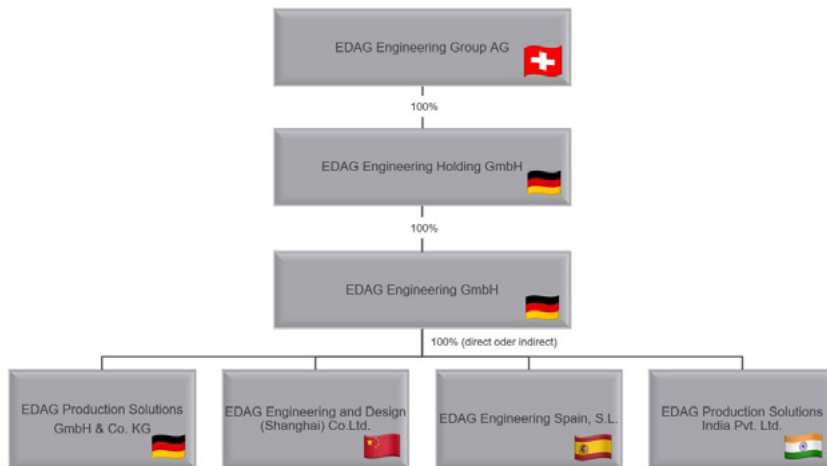 EDAG Engineering Group AG
100%
EDAG Engineering Holding GmbH
100%
EDAG Engineering GmbH
100% (direct oder indirect)
EDAG Production Solutions
GmbH & Co. KG
EDAG Engineering and Design
(Shanghai) Co.Ltd.
EDAG Engineering Spain, S.L.
EDAG Production Solutions
India Pvt. Ltd.